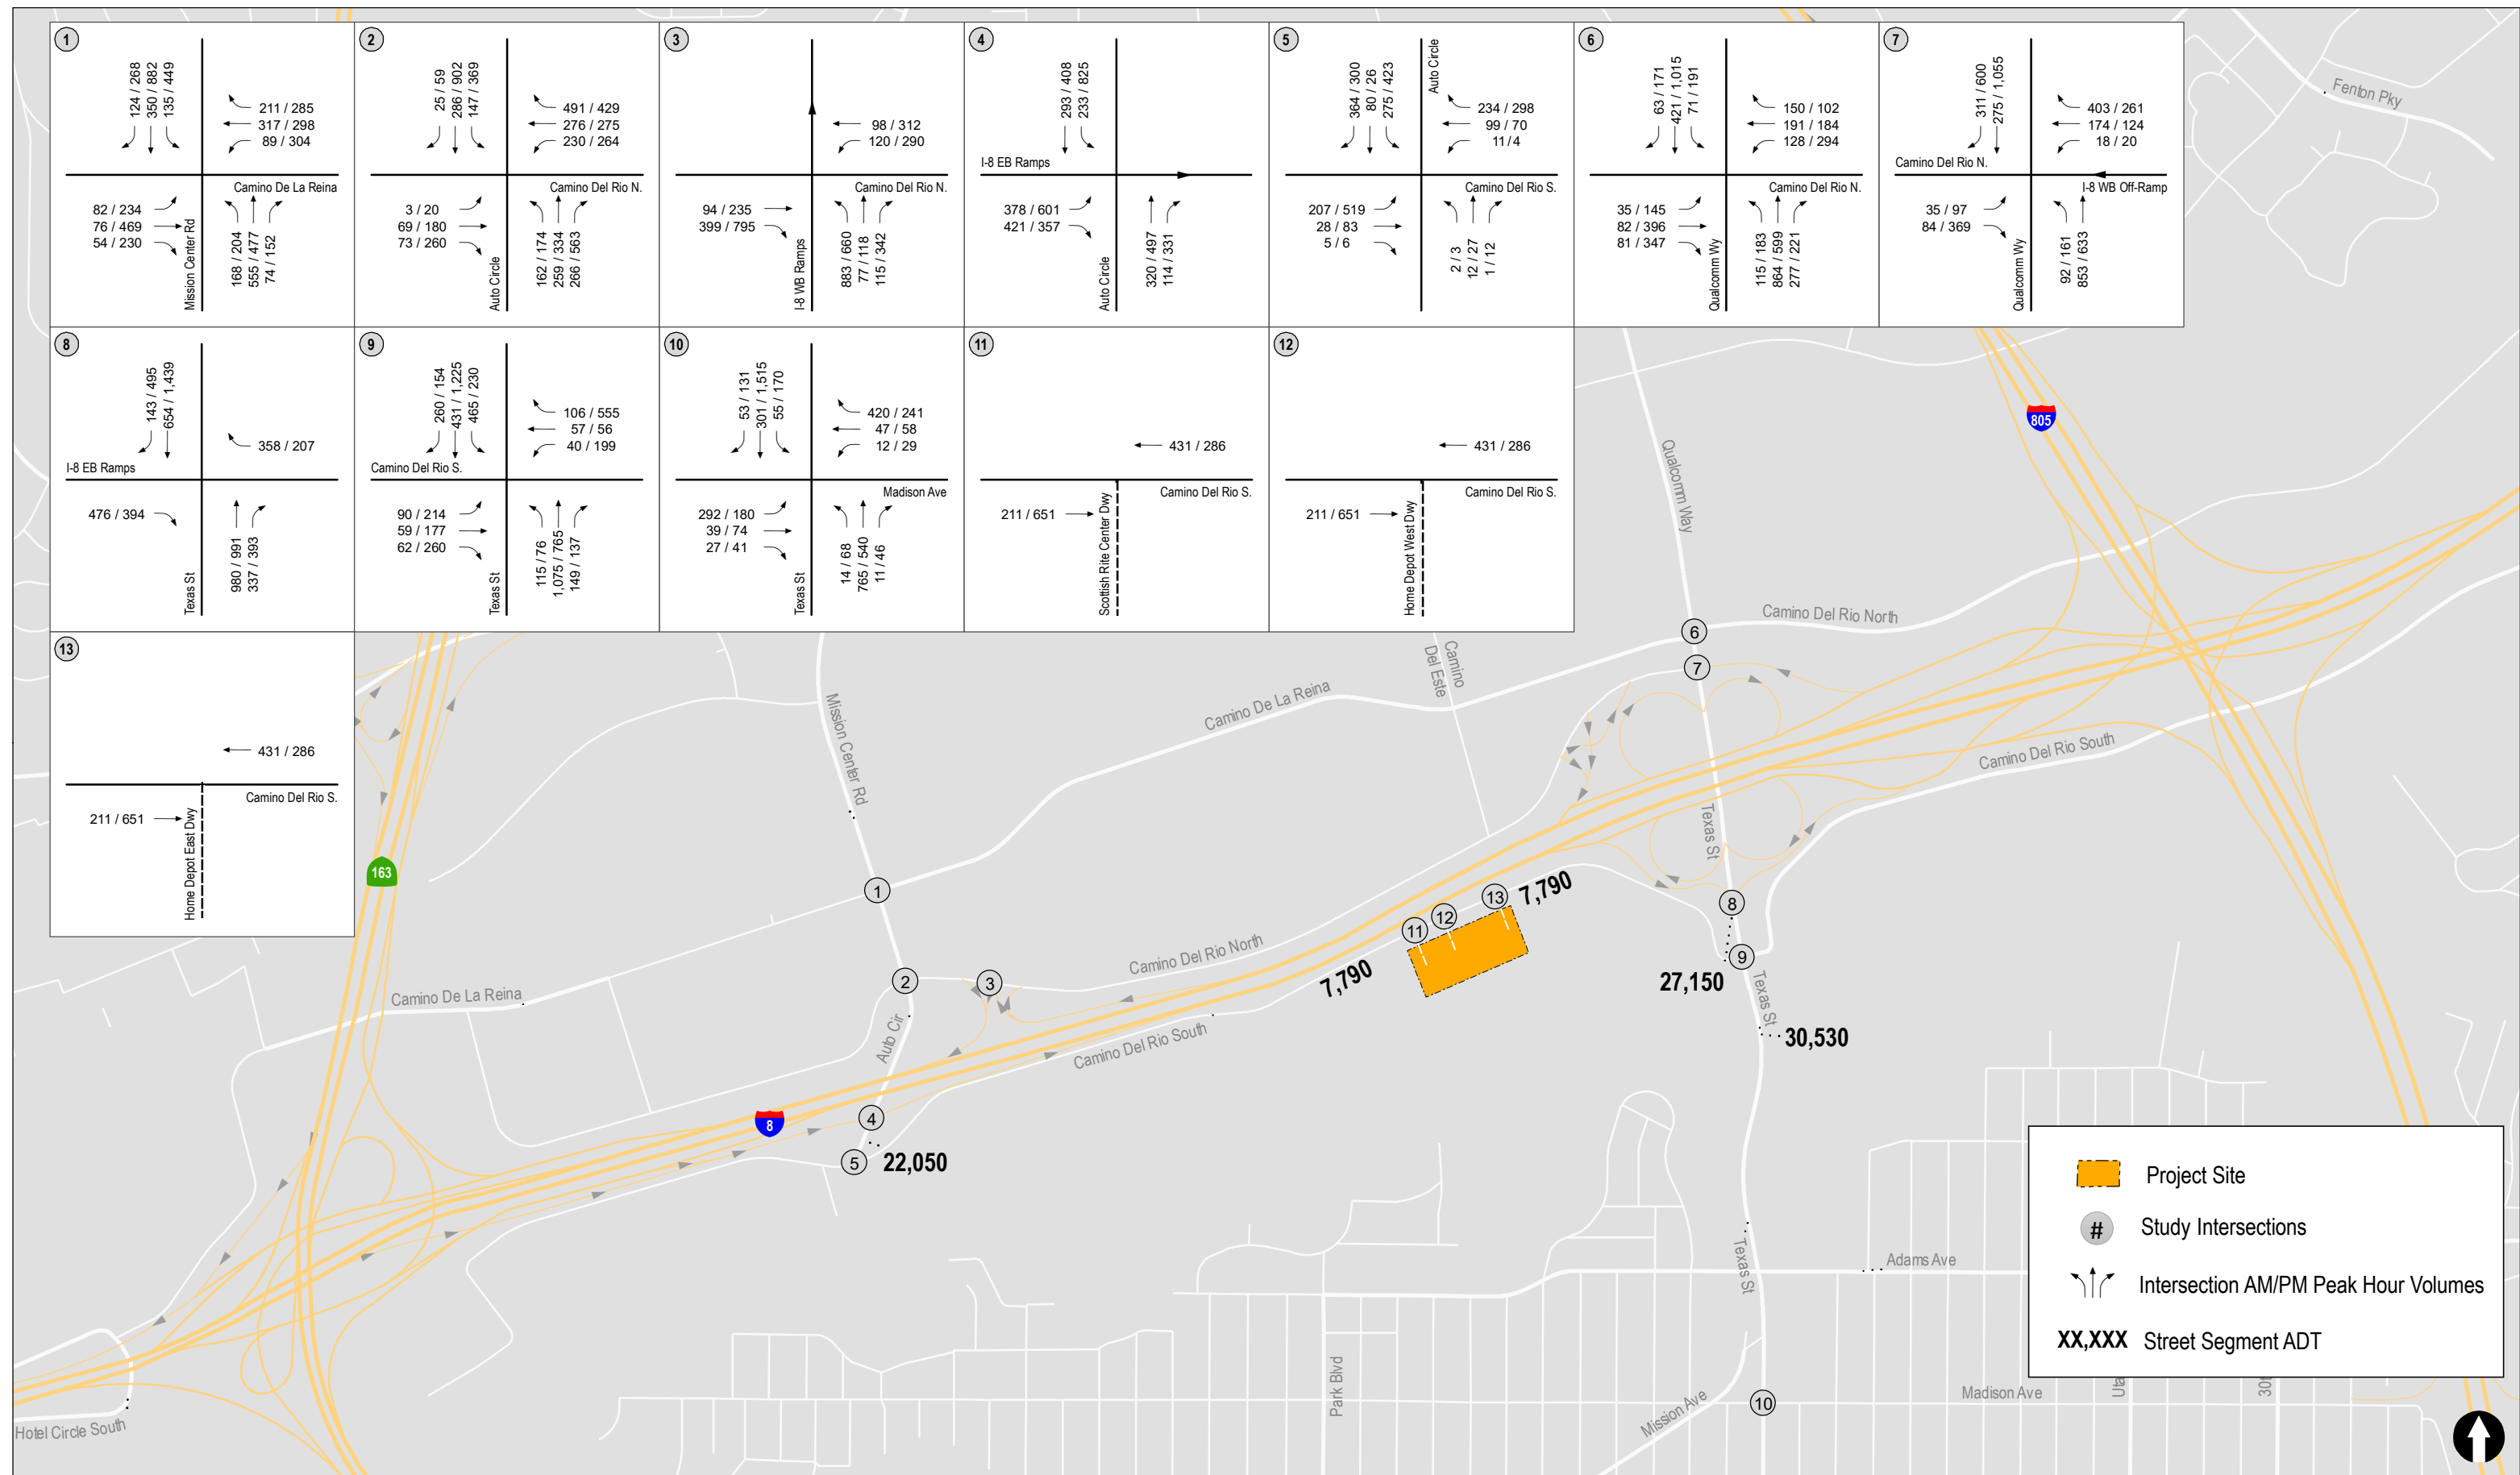 1
124 / 268
350 / 882
135 / 449
211 / 285
317 / 298
89 / 304
Camino De La Reina
82 / 234
76 / 469
54 / 230
Mission Center Rd
168 / 204
555 / 477
74 / 152
2
25 / 59
286 / 902
147 / 369
491 / 429
276 / 275
230 / 264
Camino Del Rio N.
3 / 20
69 / 180
73 / 260
Auto Circle
162 / 174
259 / 334
266 / 563
3
98 / 312
120 / 290
Camino Del Rio N.
94 / 235
399 / 795
I-8 WB Ramps
883 / 660
77 / 118
115 / 342
4
293 / 408
233 / 825
I-8 EB Ramps
378 / 601
421 / 357
Auto Circle
320 / 497
114 / 331
5
364 / 300
80 / 26
275 / 423
Auto Circle
234 / 298
99 / 70
11 / 4
Camino Del Rio S.
207 / 519
28 / 83
5 / 6
2 / 3
12 / 27
1 / 12
6
63 / 171
421 / 1,015
71 / 191
150 / 102
191 / 184
128 / 294
Camino Del Rio N.
35 / 145
82 / 396
81 / 347
Qualcomm Wy
115 / 183
864 / 599
277 / 221
7
311 / 600
275 / 1,055
403 / 261
174 / 124
18 / 20
Camino Del Rio N.
I-8 WB Off-Ramp
35 / 97
84 / 369
Qualcomm Wy
92 / 161
853 / 633
8
143 / 495
654 / 1,439
358 / 207
I-8 EB Ramps
476 / 394
Texas St
980 / 991
337 / 393
9
260 / 154
431 / 1,225
465 / 230
106 / 555
57 / 56
40 / 199
Camino Del Rio S.
90 / 214
59 / 177
62 / 260
Texas St
115 / 76
1,075 / 765
149 / 137
10
53 / 131
301 / 1,515
55 / 170
420 / 241
47 / 58
12 / 29
Madison Ave
292 / 180
39 / 74
27 / 41
Texas St
14 / 68
765 / 540
11 / 46
11
431 / 286
Camino Del Rio S.
211 / 651
Scottish Rite Center Dwy
12
431 / 286
Camino Del Rio S.
211 / 651
Home Depot West Dwy
13
431 / 286
Camino Del Rio S.
211 / 651
Home Depot East Dwy
Fenton Pky
805
Qualcomm Way
Camino Del Rio North
6
7
Camino
Del Este
Camino De La Reina
Mission Center Rd
Camino Del Rio South
Texas St
163
1
13
7,790
12
11
8
9
27,150
Texas St
30,530
Camino Del Rio North
7,790
2
3
Camino De La Reina
Auto Cir
Camino Del Rio South
4
8
5
22,050
Texas St
Adams Ave
Park Blvd
Mission Ave
10
Madison Ave
Uta
30t
Hotel Circle South
Project Site
# Study Intersections
Intersection AM/PM Peak Hour Volumes
XX,XXX Street Segment ADT